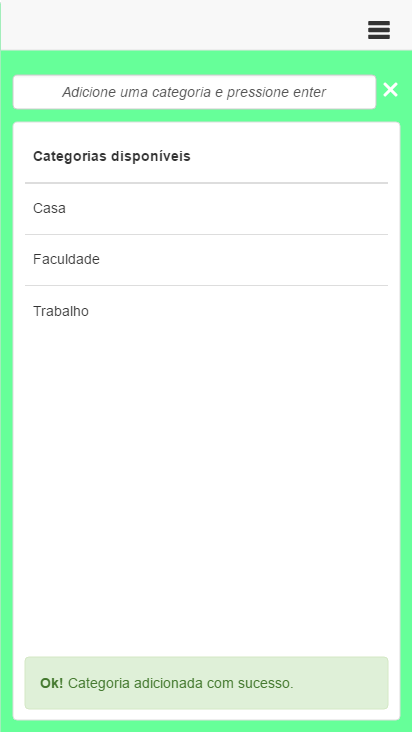 Adicione uma categoria e pressione enter
Categorias disponíveis
Casa
Faculdade
Trabalho
Ok! Categoria adicionada com sucesso.